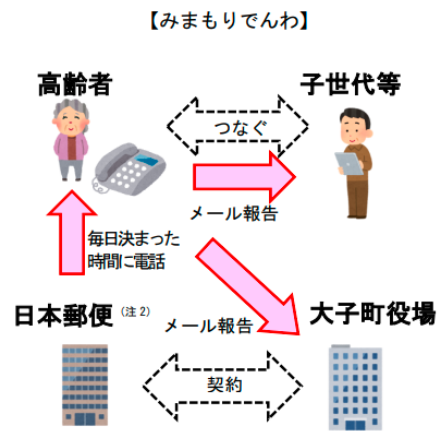 【みまもりでんわ】
高齢者
子世代等
つなぐ
メール報告
毎日決まった
時間に電話
日本郵便（注２）
メール報告
大子町役場
契約